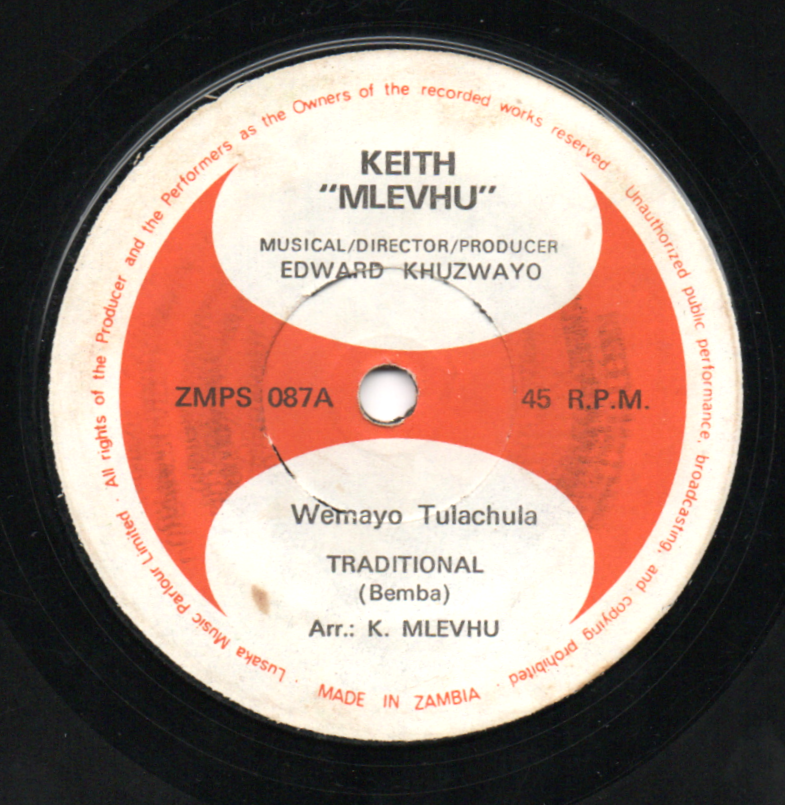 KEITH
"MLEVHU"
MUSICAL/DIRECTOR/PRODUCER
EDWARD KHUZWAYO
ZMPS 087A
45 R.P.M.
Wemayo Tulachula
TRADITIONAL
(Bemba)
Arr.: K. MLEVHU
Lusaka Music Parlour Limited · All rights of the Producer and the Performers as the Owners of the recorded works reserved Unauthorized public performance, broadcasting, and copying prohibited · MADE IN ZAMBIA ·